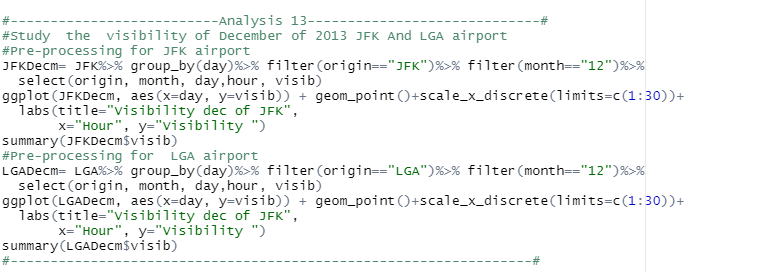 #-------------------------Analysis 13----------------------------#
#Study  the  visibility of December of 2013 JFK And LGA airport
#Pre-processing for JFK airport
JFKDecm= JFK%>% group_by(day)%>% filter(origin=="JFK")%>% filter(month=="12")%>%
  select(origin, month, day,hour, visib)
ggplot(JFKDecm, aes(x=day, y=visib)) + geom_point()+scale_x_discrete(limits=c(1:30))+
  labs(title="Visibility dec of JFK",
       x="Hour", y="Visibility ")
summary(JFKDecm$visib)
#Pre-processing for  LGA airport
LGADecm= LGA%>% group_by(day)%>% filter(origin=="LGA")%>% filter(month=="12")%>%
  select(origin, month, day,hour, visib)
ggplot(LGADecm, aes(x=day, y=visib)) + geom_point()+scale_x_discrete(limits=c(1:30))+
  labs(title="Visibility dec of JFK",
       x="Hour", y="Visibility ")
summary(LGADecm$visib)
#---------------------------------------------------------------#